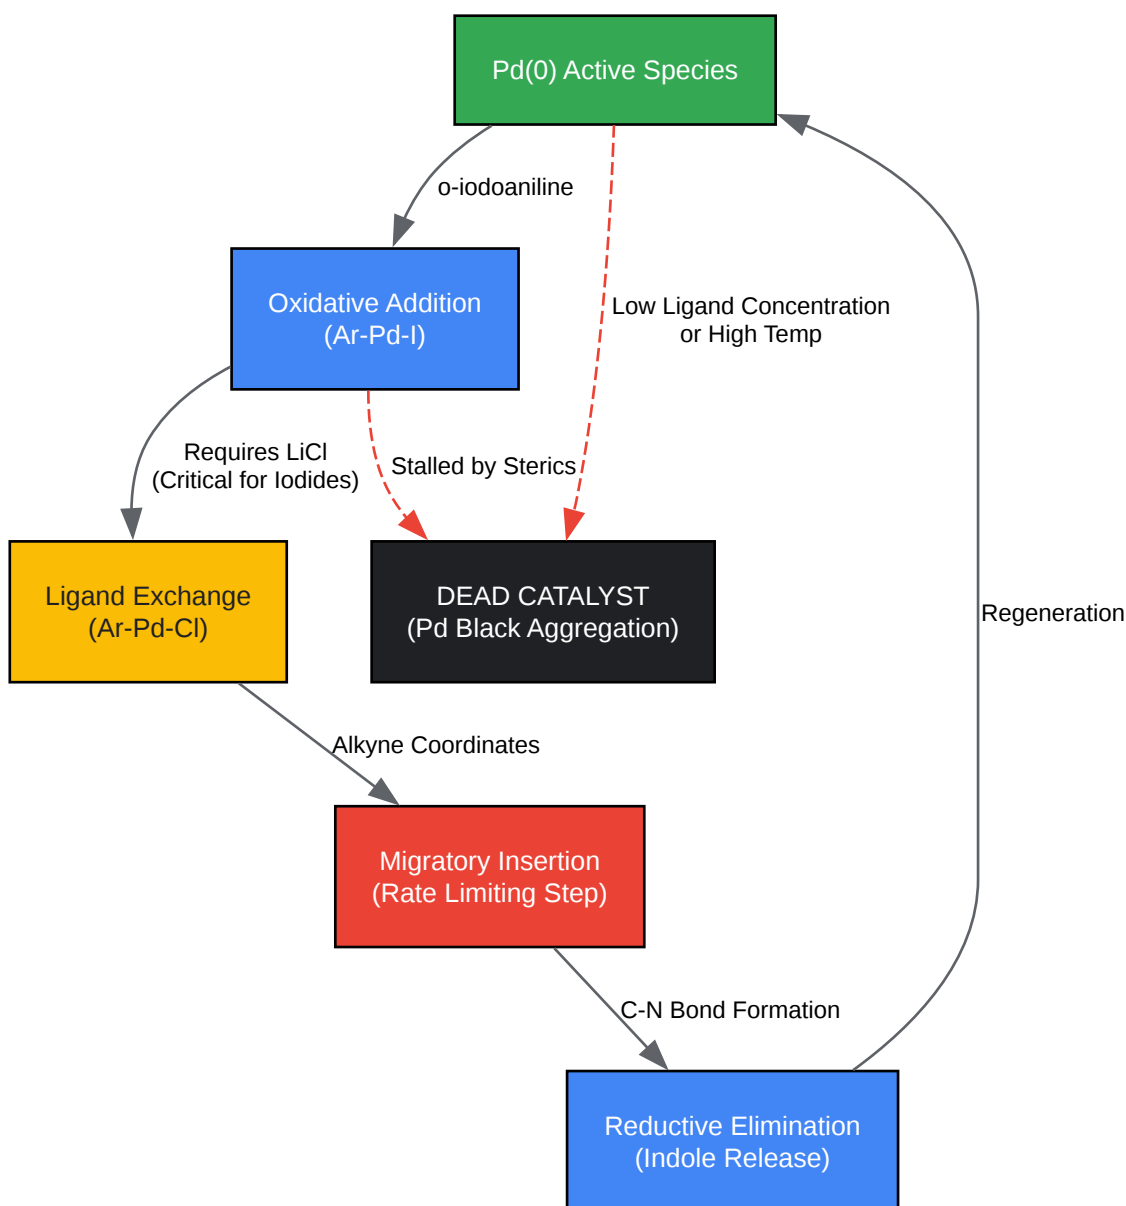 Pd(0) Active Species
o-iodoaniline
Oxidative Addition
(Ar-Pd-I)
Low Ligand Concentration
or High Temp
Requires LiCl
(Critical for Iodides)
Stalled by Sterics
Ligand Exchange
(Ar-Pd-Cl)
DEAD CATALYST
(Pd Black Aggregation)
Regeneration
Alkyne Coordinates
Migratory Insertion
(Rate Limiting Step)
C-N Bond Formation
Reductive Elimination
(Indole Release)